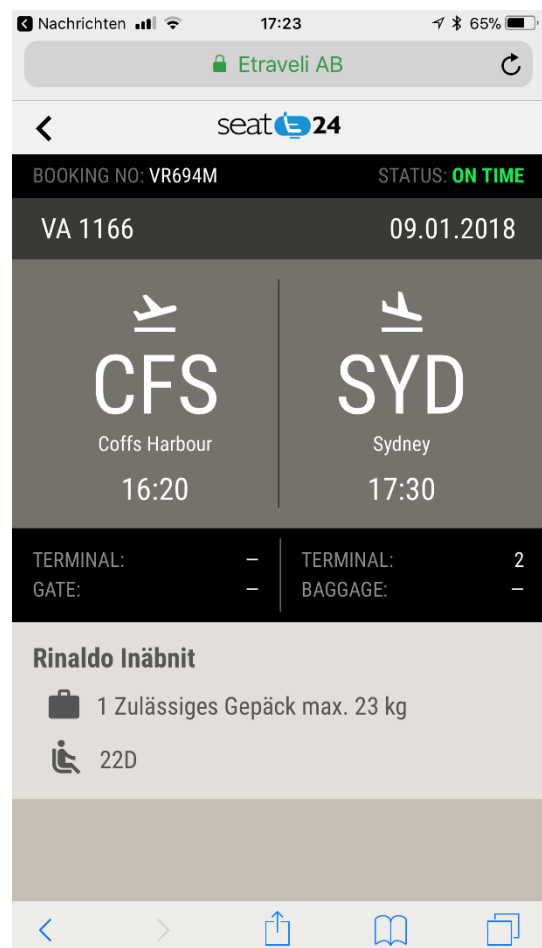 Nachrichten 17:23 65%
Etraveli AB
seat 24
BOOKING NO: VR694M STATUS: ON TIME
VA 1166 09.01.2018
CFS SYD
Coffs Harbour Sydney
16:20 17:30
TERMINAL: – TERMINAL: 2
GATE: – BAGGAGE: –
Rinaldo Inäbnit
1 Zulässiges Gepäck max. 23 kg
22D